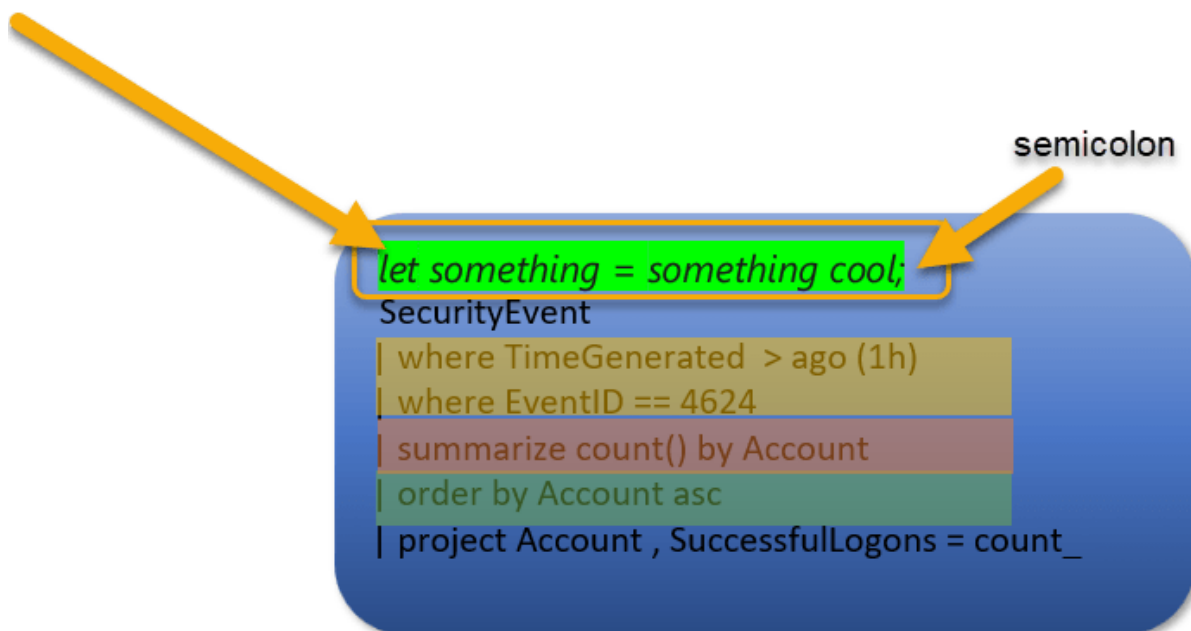 semicolon
let something = something cool;
SecurityEvent
| where TimeGenerated  > ago (1h)
| where EventID == 4624
| summarize count() by Account
| order by Account asc
| project Account , SuccessfulLogons = count_